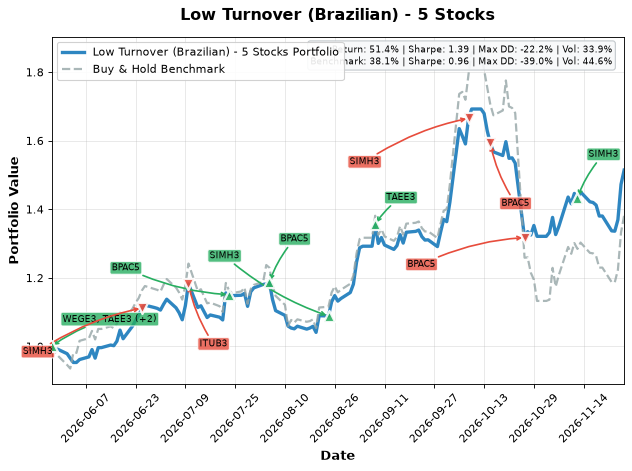 Low Turnover (Brazilian) - 5 Stocks
Low Turnover (Brazilian) - 5 Stocks Portfolio
Buy & Hold Benchmark
51.4% | Sharpe: 1.39 | Max DD: -22.2% | Vol: 33.9%
38.1% | Sharpe: 0.96 | Max DD: -39.0% | Vol: 44.6%
Portfolio Value
1.8
1.6
1.4
1.2
1.0
SIMH3
WEGE3, TAEE3 (+2)
BPAC5
ITUB3
SIMH3
BPAC5
TAEE3
SIMH3
BPAC5
BPAC5
SIMH3
2026-06-07
2026-06-23
2026-07-09
2026-07-25
2026-08-10
2026-08-26
2026-09-11
2026-09-27
2026-10-13
2026-10-29
2026-11-14
Date